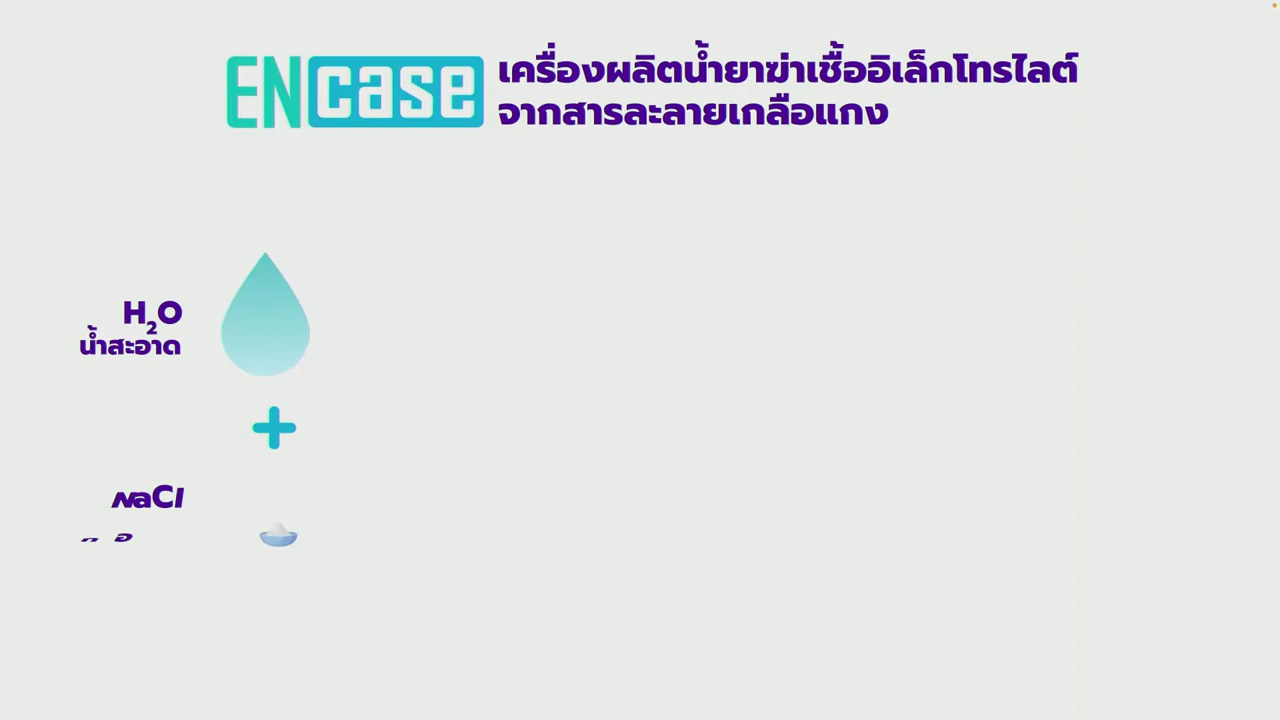 ENcase
เครื่องผลิตน้ำยาฆ่าเชื้ออิเล็กโทรไลต์
จากสารละลายเกลือแกง
H₂O
น้ำสะอาด
NaCl